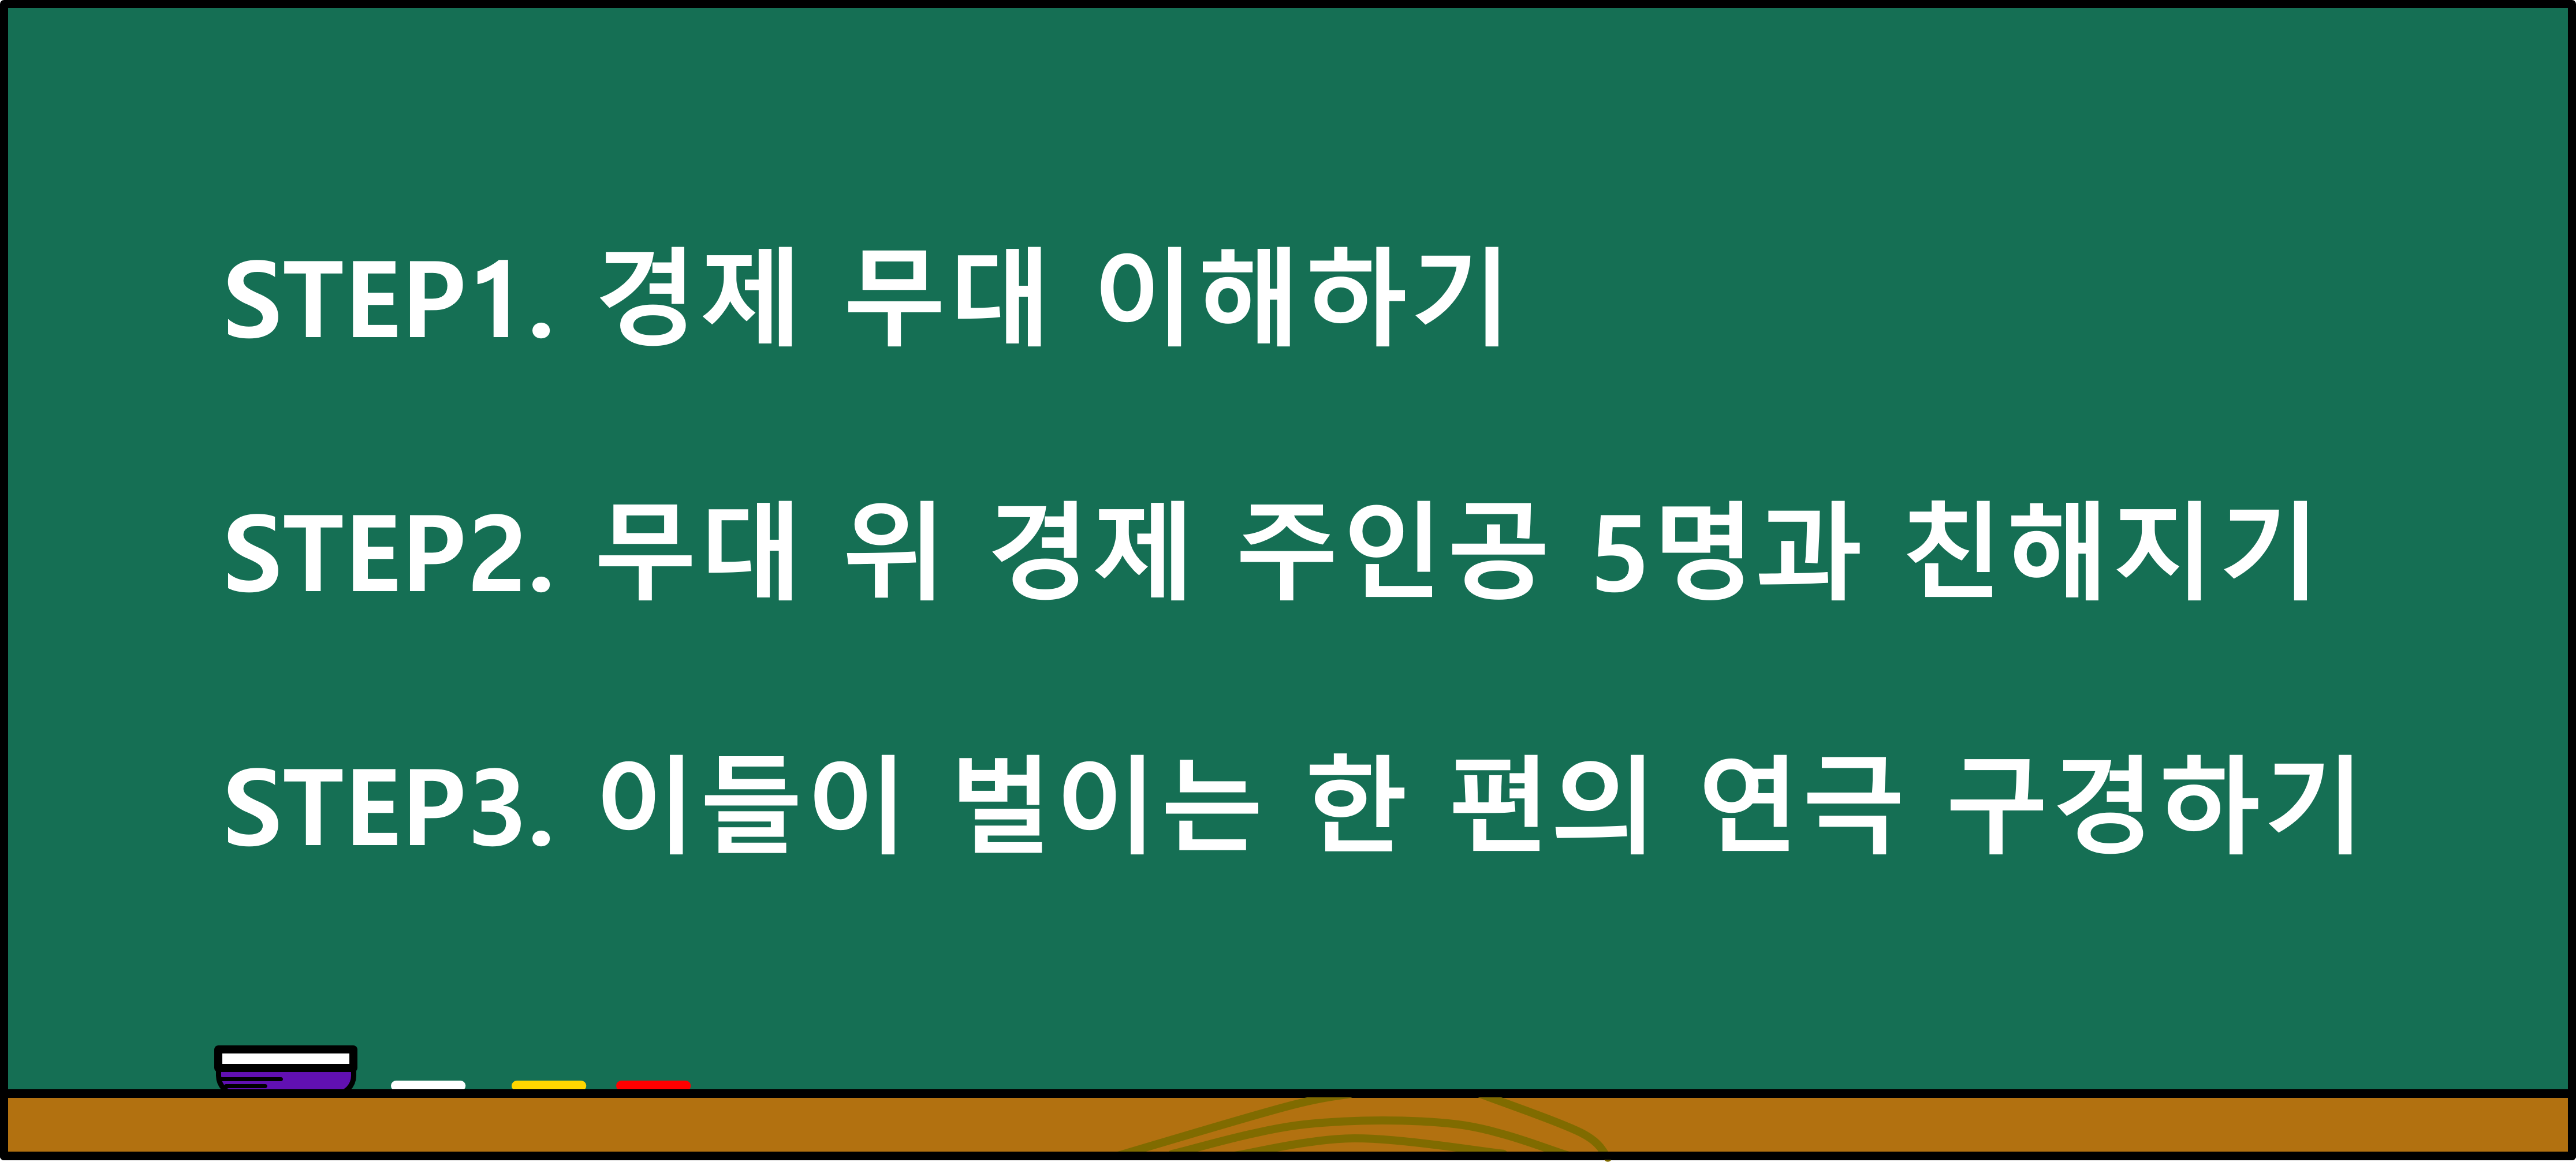 STEP1. 경제 무대 이해하기
STEP2. 무대 위 경제 주인공 5명과 친해지기
STEP3. 이들이 벌이는 한 편의 연극 구경하기